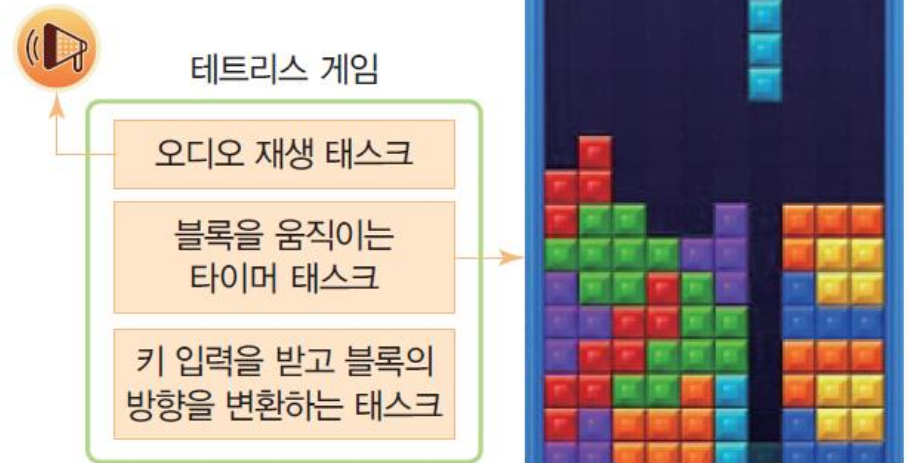 테트리스 게임
오디오 재생 태스크
블록을 움직이는
타이머 태스크
키 입력을 받고 블록의
방향을 변환하는 태스크